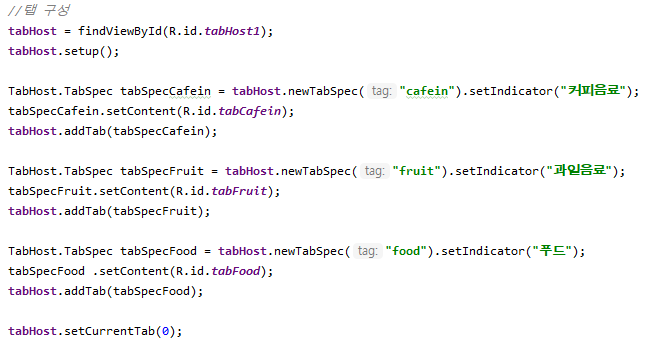 //탭 구성
tabHost = findViewById(R.id.tabHost1);
tabHost.setup();
TabHost.TabSpec tabSpecCafein = tabHost.newTabSpec( tag: "cafein").setIndicator("커피음료");
tabSpecCafein.setContent(R.id.tabCafein);
tabHost.addTab(tabSpecCafein);
TabHost.TabSpec tabSpecFruit = tabHost.newTabSpec( tag: "fruit").setIndicator("과일음료");
tabSpecFruit.setContent(R.id.tabFruit);
tabHost.addTab(tabSpecFruit);
TabHost.TabSpec tabSpecFood = tabHost.newTabSpec( tag: "food").setIndicator("푸드");
tabSpecFood .setContent(R.id.tabFood);
tabHost.addTab(tabSpecFood);
tabHost.setCurrentTab(0);